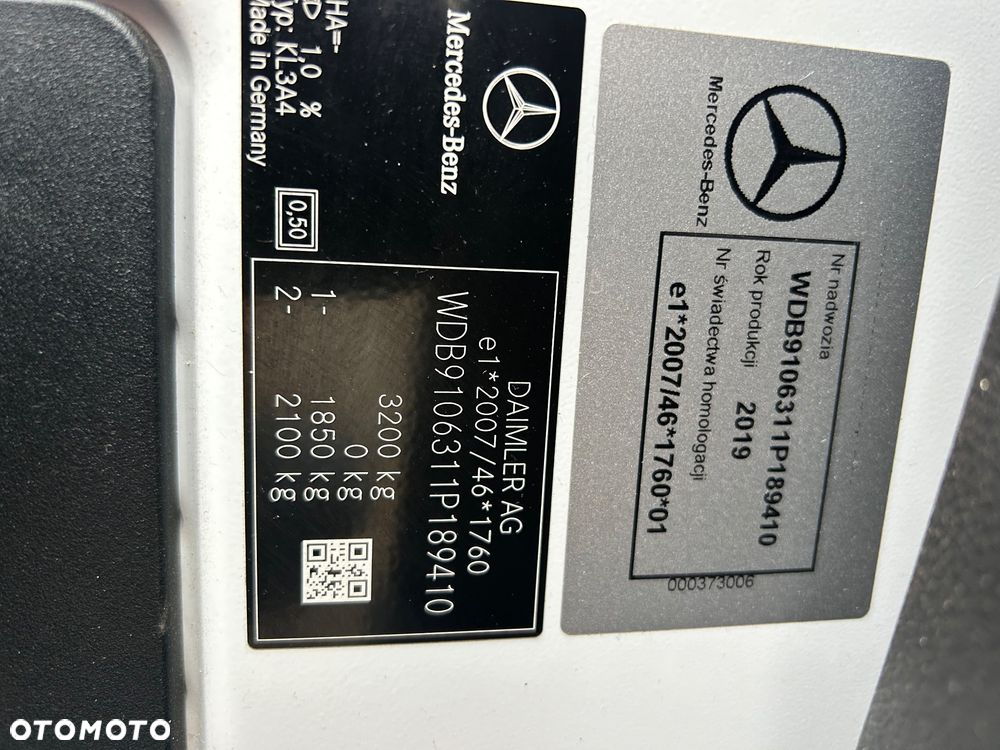 Mercedes-Benz
Nr nadwozia
WDB9106311P189410
Rok produkcji 2019
Nr świadectwa homologacji
e1*2007/46*1760*01
000373006
Mercedes-Benz
DAIMLER AG
e1*2007/46*1760
WDB9106311P189410
3200 kg
0 kg
1- 1850 kg
2- 2100 kg
0,50
HA=-
1,0 %
KL3A4
Made in Germany
OTOMOTO